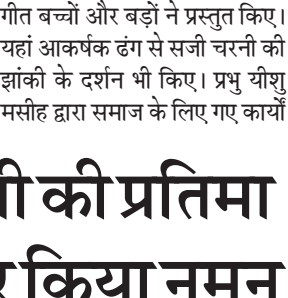 गीत बच्चों और बड़ों ने प्रस्तुत किए।
यहां आकर्षक ढंग से सजी चरनी की
झांकी के दर्शन भी किए। प्रभु यीशु
मसीह द्वारा समाज के लिए गए कार्यों
की प्रतिमा
किया नमन